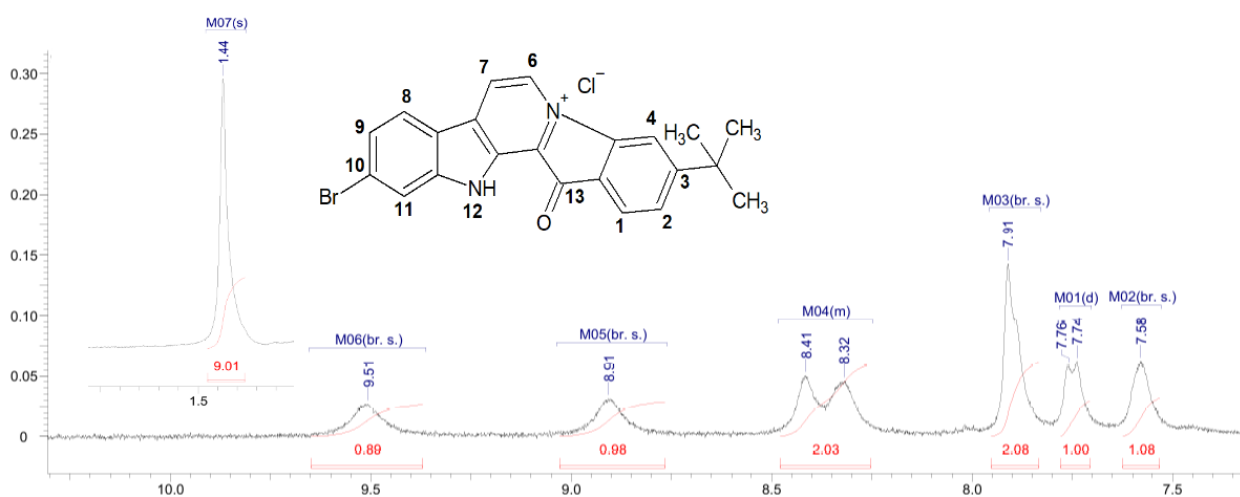 M07(s)
1.44
0.30
0.25
0.20
0.15
0.10
0.05
0
9.01
1.5
7
6
Cl−
8
N+
4
H3C
CH3
9
10
3
CH3
Br
NH
13
11
12
O
1
2
M03(br. s.)
7.91
M01(d)
M02(br. s.)
7.76
7.74
7.58
M04(m)
8.41
8.32
M06(br. s.)
9.51
M05(br. s.)
8.91
0.89
0.98
2.03
2.08
1.00
1.08
10.0
9.5
9.0
8.5
8.0
7.5